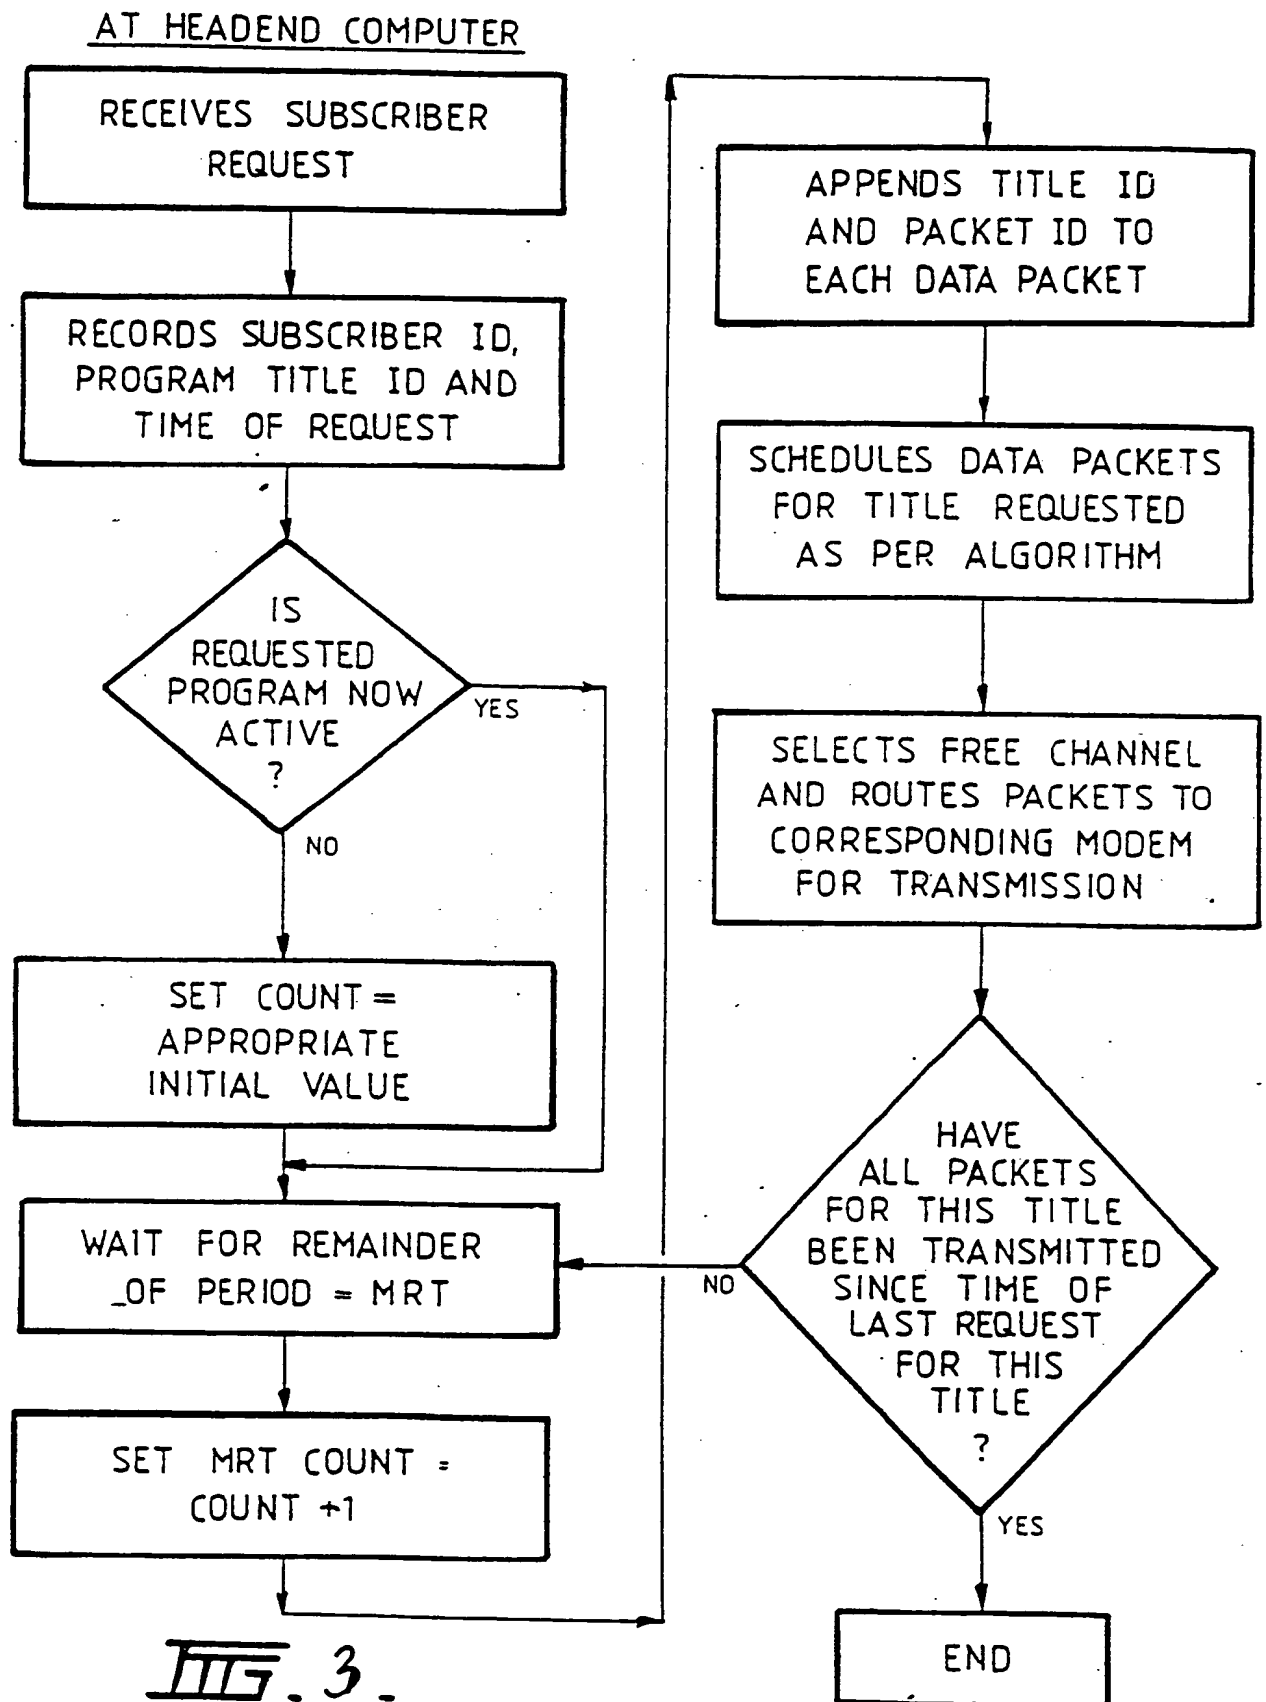 AT HEADEND COMPUTER
RECEIVES SUBSCRIBER
REQUEST
RECORDS SUBSCRIBER ID,
PROGRAM TITLE ID AND
TIME OF REQUEST
IS
REQUESTED
PROGRAM NOW
ACTIVE
?
YES
NO
SET COUNT =
APPROPRIATE
INITIAL VALUE
WAIT FOR REMAINDER
OF PERIOD = MRT
SET MRT COUNT =
COUNT +1
APPENDS TITLE ID
AND PACKET ID TO
EACH DATA PACKET
SCHEDULES DATA PACKETS
FOR TITLE REQUESTED
AS PER ALGORITHM
SELECTS FREE CHANNEL
AND ROUTES PACKETS TO
CORRESPONDING MODEM
FOR TRANSMISSION
HAVE
ALL PACKETS
FOR THIS TITLE
BEEN TRANSMITTED
SINCE TIME OF
LAST REQUEST
FOR THIS
TITLE
?
NO
YES
END
FIG. 3.